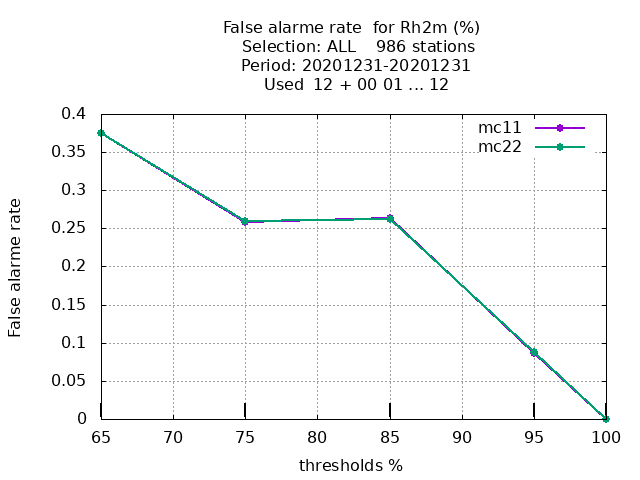 False alarme rate  for Rh2m (%)
Selection: ALL    986 stations
Period: 20201231-20201231
Used  12 + 00 01 ... 12
mc11
mc22
False alarme rate
0.4
0.35
0.3
0.25
0.2
0.15
0.1
0.05
0
65 70 75 80 85 90 95 100
thresholds %